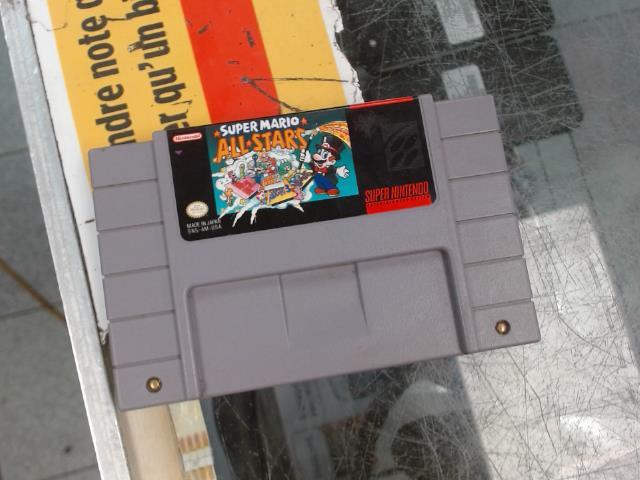 ndre note
er qu'un b
Nintendo
SUPER MARIO
ALL-STARS
MADE IN JAPAN
SNS-4M-USA
SUPER NINTENDO